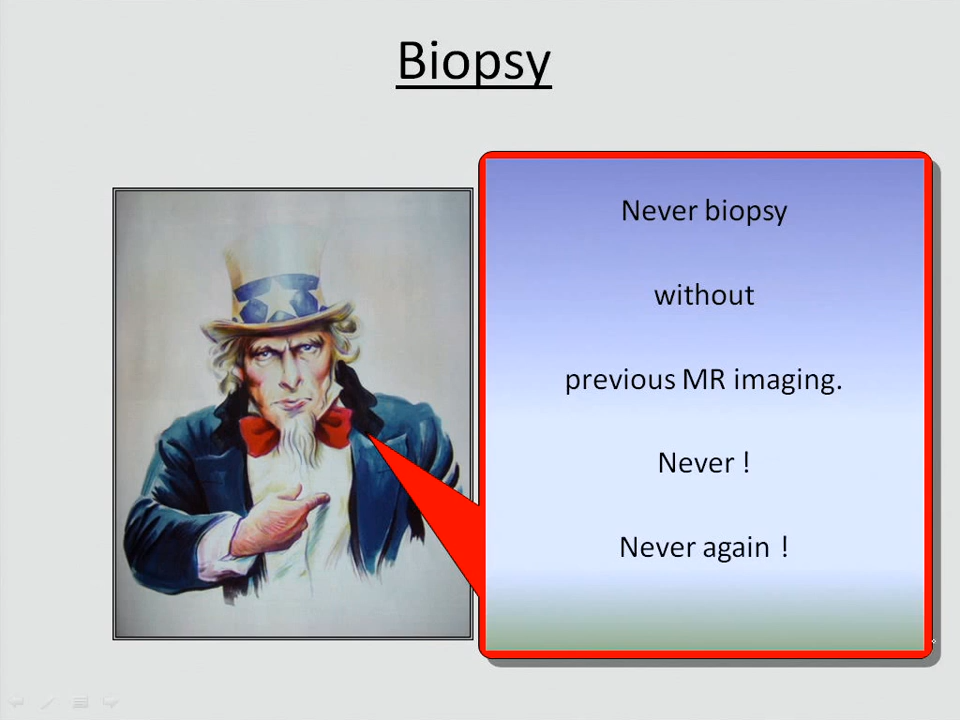 Biopsy
Never biopsy
without
previous MR imaging.
Never !
Never again !